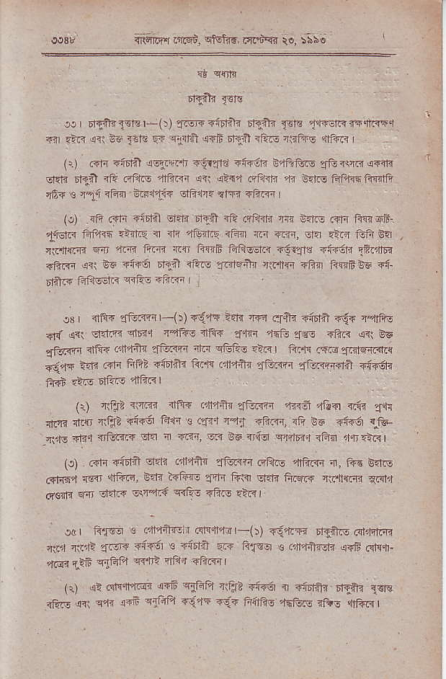 ৩৩৪৮ বাংলাদেশ গেজেট, অতিরিক্ত, সেপ্টেম্বর ২৩, ১৯৯৩
ষষ্ঠ অধ্যায়
চাকুরীর বৃত্তান্ত
৩৩। চাকুরীর বৃত্তান্ত।—(১) প্রত্যেক কর্মচারীর চাকুরীর বৃত্তান্ত পৃথকভাবে রক্ষণাবেক্ষণ
করা হইবে এবং উক্ত বৃত্তান্ত ছক অনুযায়ী একটি চাকুরী বহিতে সংরক্ষিত থাকিবে।
(২) কোন কর্মচারী এতদুদ্দেশ্যে কর্তৃত্বপ্রাপ্ত কর্মকর্তার উপস্থিতিতে প্রতি বৎসরে একবার
তাহার চাকুরী বহি দেখিতে পারিবেন এবং এইরূপ দেখিবার পর উহাতে লিপিবদ্ধ বিষয়াদি
সঠিক ও সম্পূর্ণ বলিয়া উল্লেখপূর্বক তারিখসহ স্বাক্ষর করিবেন।
(৩) যদি কোন কর্মচারী তাহার চাকুরী বহি দেখিবার সময় উহাতে কোন বিষয় ত্রুটি-
পূর্ণভাবে লিপিবদ্ধ হইয়াছে বা বাদ পড়িয়াছে বলিয়া মনে করেন, তাহা হইলে তিনি উহা
সংশোধনের জন্য পনের দিনের মধ্যে বিষয়টি লিখিতভাবে কর্তৃত্বপ্রাপ্ত কর্মকর্তার দৃষ্টিগোচর
করিবেন এবং উক্ত কর্মকর্তা চাকুরী বহিতে প্রয়োজনীয় সংশোধন করিয়া বিষয়টি উক্ত কর্ম-
চারীকে লিখিতভাবে অবহিত করিবেন।
৩৪। বার্ষিক প্রতিবেদন।—(১) কর্তৃপক্ষ ইহার সকল শ্রেণীর কর্মচারী কর্তৃক সম্পাদিত
কার্য এবং তাহাদের আচরণ সম্পর্কিত বার্ষিক প্রণয়ন পদ্ধতি প্রস্তুত করিবে এবং উক্ত
প্রতিবেদন বার্ষিক গোপনীয় প্রতিবেদন নামে অভিহিত হইবে। বিশেষ ক্ষেত্রে প্রয়োজনবোধে
কর্তৃপক্ষ ইহার কোন নির্দিষ্ট কর্মচারীর বিশেষ গোপনীয় প্রতিবেদন প্রতিবেদনকারী কর্মকর্তার
নিকট হইতে চাহিতে পারিবে।
(২) সংশ্লিষ্ট বৎসরের বার্ষিক গোপনীয় প্রতিবেদন পরবর্তী পঞ্জিকা বর্ষের প্রথম
মাসের মধ্যে সংশ্লিষ্ট কর্মকর্তা লিখন ও প্রেরণ সম্পন্ন করিবেন, যদি উক্ত কর্মকর্তা যুক্তি-
সংগত কারণ ব্যতিরেকে তাহা না করেন, তবে উক্ত ব্যর্থতা অসদাচরণ বলিয়া গণ্য হইবে।
(৩) কোন কর্মচারী তাহার গোপনীয় প্রতিবেদন দেখিতে পারিবেন না, কিন্তু উহাতে
কোনরূপ মন্তব্য থাকিলে, উহার কৈফিয়ত প্রদান কিংবা তাহার নিজেকে সংশোধনের সুযোগ
দেওয়ার জন্য তাহাকে তৎসম্পর্কে অবহিত করিতে হইবে।
৩৫। বিশ্বস্ততা ও গোপনীয়তার ঘোষণাপত্র।—(১) কর্তৃপক্ষের চাকুরীতে যোগদানের
সংগে সংগেই প্রত্যেক কর্মকর্তা ও কর্মচারী ছকে বিশ্বস্ততা ও গোপনীয়তার একটি ঘোষণা-
পত্রের দুইটি অনুলিপি অবশ্যই দাখিল করিবেন।
(২) এই ঘোষণাপত্রের একটি অনুলিপি সংশ্লিষ্ট কর্মকর্তা বা কর্মচারীর চাকুরীর বৃত্তান্ত
বহিতে এবং অপর একটি অনুলিপি কর্তৃপক্ষ কর্তৃক নির্ধারিত পদ্ধতিতে রক্ষিত থাকিবে।